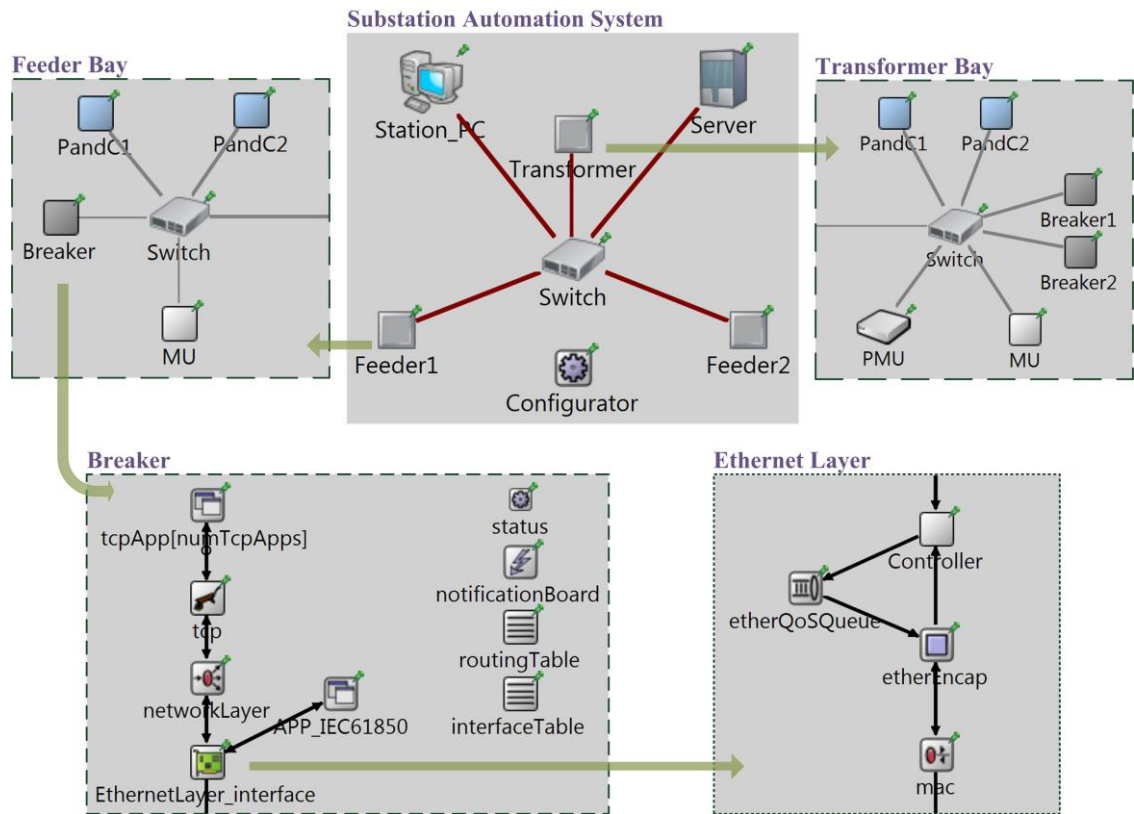 Substation Automation System
Feeder Bay
PandC1
PandC2
Breaker
Switch
MU
Station_PC
Server
Transformer
Switch
Feeder1
Feeder2
Configurator
Transformer Bay
PandC1
PandC2
Breaker1
Switch
Breaker2
PMU
MU
Breaker
tcpApp[numTcpApps]
tcp
networkLayer
APP_IEC61850
EthernetLayer_interface
status
notificationBoard
routingTable
interfaceTable
Ethernet Layer
Controller
etherQoSQueue
etherEncap
mac